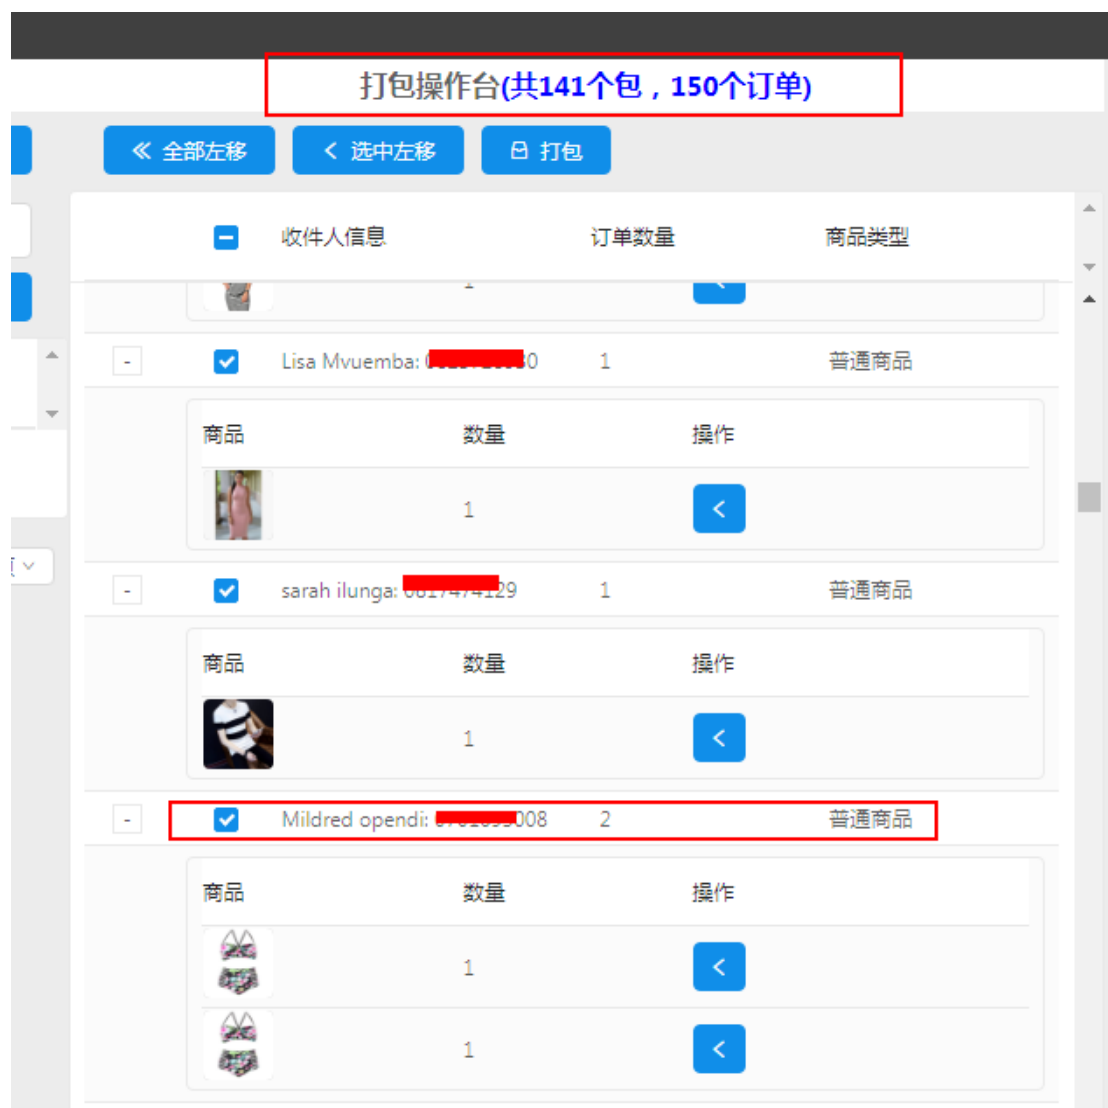 打包操作台(共141个包，150个订单)
全部左移 选中左移 打包
收件人信息 订单数量 商品类型
1
- Lisa Mvuemba: 0 1 普通商品
商品 数量 操作
1
- sarah ilunga: 29 1 普通商品
商品 数量 操作
1
- Mildred opendi: 008 2 普通商品
商品 数量 操作
1
1